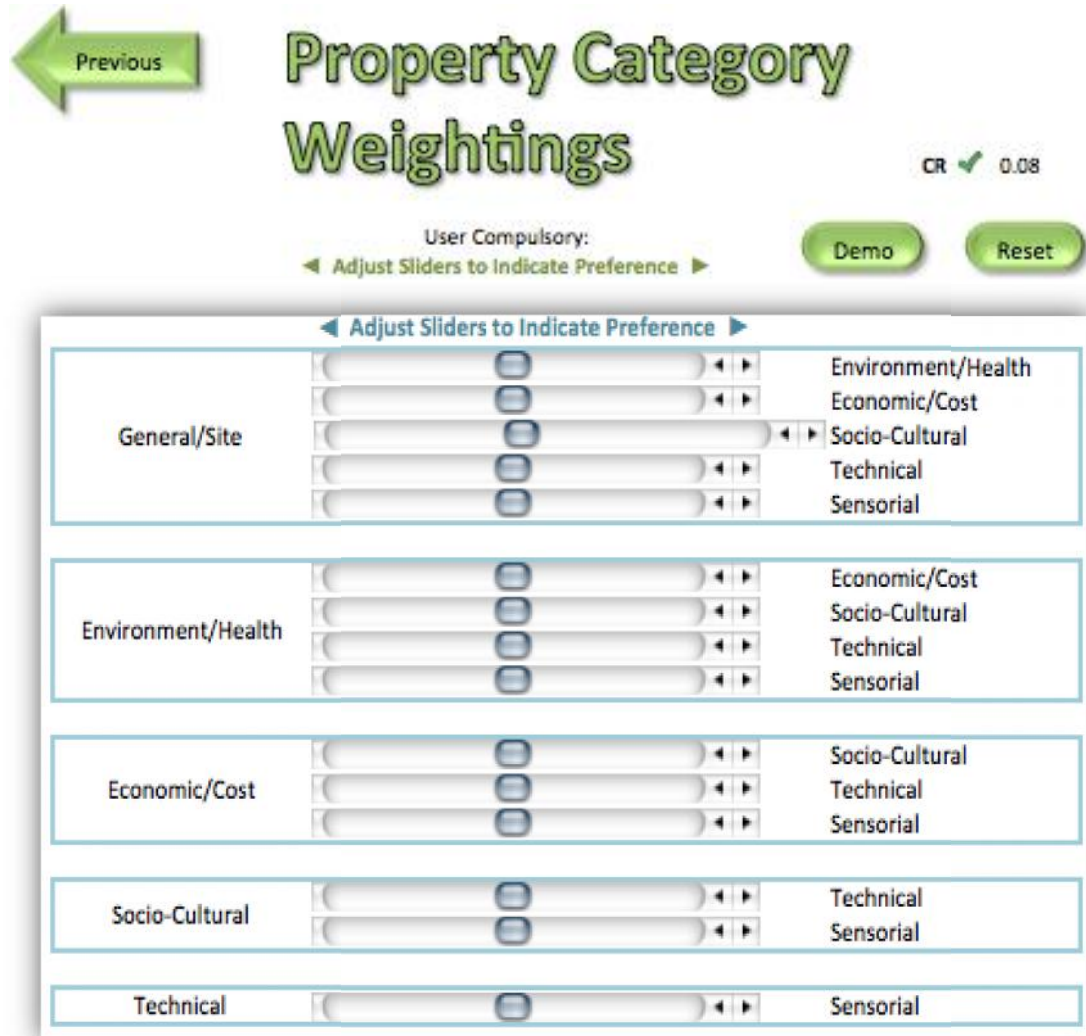 Previous
Property Category
Weightings
CR 0.08
User Compulsory:
Adjust Sliders to Indicate Preference
Demo
Reset
Adjust Sliders to Indicate Preference
General/Site
Environment/Health
Economic/Cost
Socio-Cultural
Technical
Sensorial
Environment/Health
Economic/Cost
Socio-Cultural
Technical
Sensorial
Economic/Cost
Socio-Cultural
Technical
Sensorial
Socio-Cultural
Technical
Sensorial
Technical
Sensorial